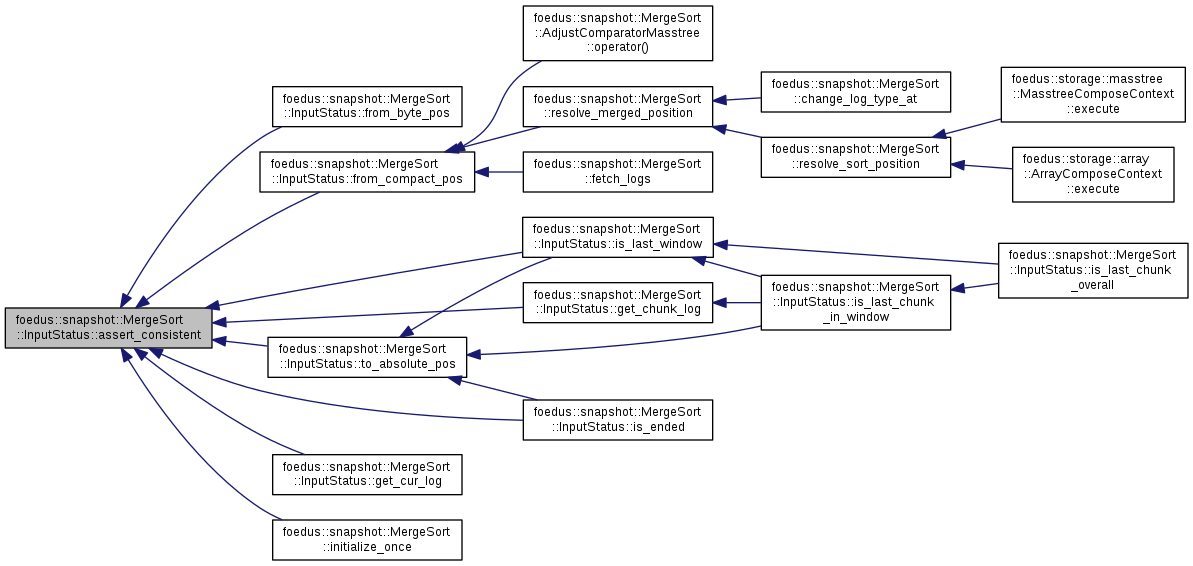 foedus::snapshot::MergeSort
::InputStatus::assert_consistent
foedus::snapshot::MergeSort
::InputStatus::from_byte_pos
foedus::snapshot::MergeSort
::InputStatus::from_compact_pos
foedus::snapshot::MergeSort
::InputStatus::to_absolute_pos
foedus::snapshot::MergeSort
::InputStatus::get_cur_log
foedus::snapshot::MergeSort
::initialize_once
foedus::snapshot::MergeSort
::AdjustComparatorMasstree
::operator()
foedus::snapshot::MergeSort
::resolve_merged_position
foedus::snapshot::MergeSort
::fetch_logs
foedus::snapshot::MergeSort
::InputStatus::is_last_window
foedus::snapshot::MergeSort
::InputStatus::get_chunk_log
foedus::snapshot::MergeSort
::InputStatus::is_ended
foedus::snapshot::MergeSort
::change_log_type_at
foedus::snapshot::MergeSort
::resolve_sort_position
foedus::snapshot::MergeSort
::InputStatus::is_last_chunk
_in_window
foedus::storage::masstree
::MasstreeComposeContext
::execute
foedus::storage::array
::ArrayComposeContext
::execute
foedus::snapshot::MergeSort
::InputStatus::is_last_chunk
_overall